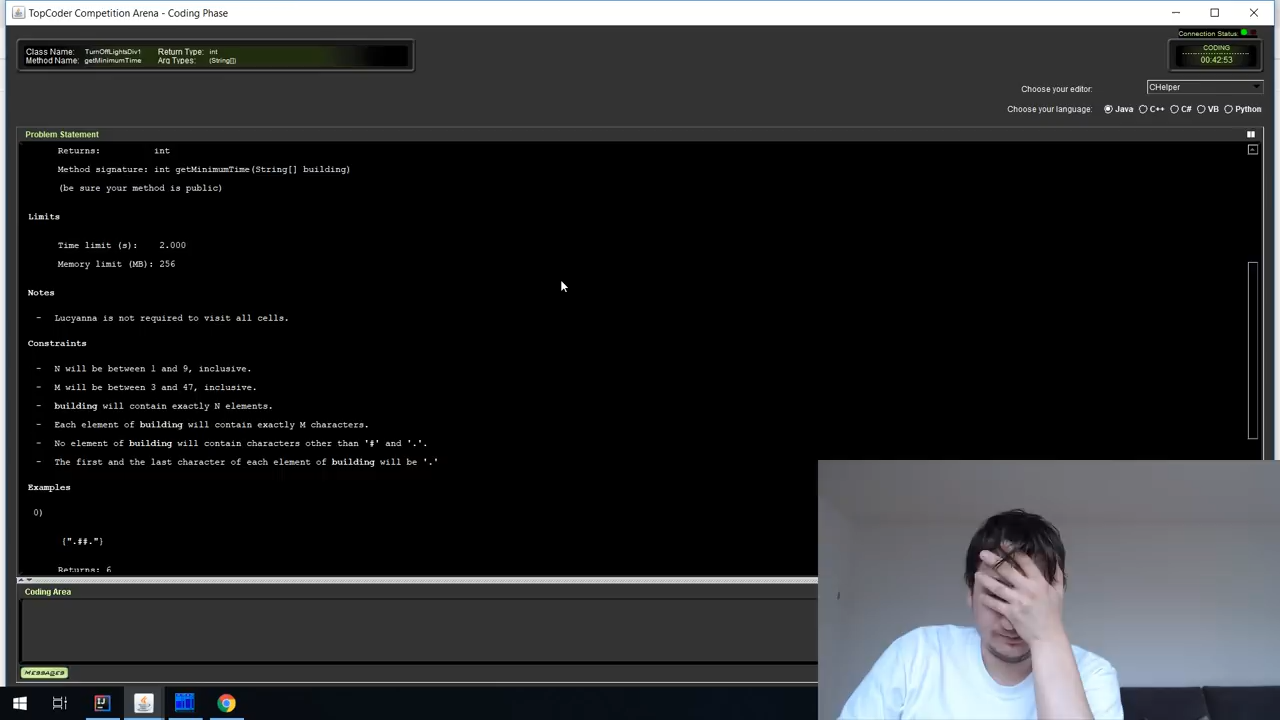 TopCoder Competition Arena - Coding Phase
Connection Status
Class Name: TurnOffLightsDiv1 Return Type: int
Method Name: getMinimumTime Arg Types: (String[])
CODING
00:42:53
Choose your editor: CHelper
Choose your language: Java C++ C# VB Python
Problem Statement
Returns: int
Method signature: int getMinimumTime(String[] building)
(be sure your method is public)
Limits
Time limit (s): 2.000
Memory limit (MB): 256
Notes
- Lucyanna is not required to visit all cells.
Constraints
- N will be between 1 and 9, inclusive.
- M will be between 3 and 47, inclusive.
- building will contain exactly N elements.
- Each element of building will contain exactly M characters.
- No element of building will contain characters other than '#' and '.'.
- The first and the last character of each element of building will be '.'
Examples
0)
{".##."}
Returns: 6
Coding Area
MESSAGES